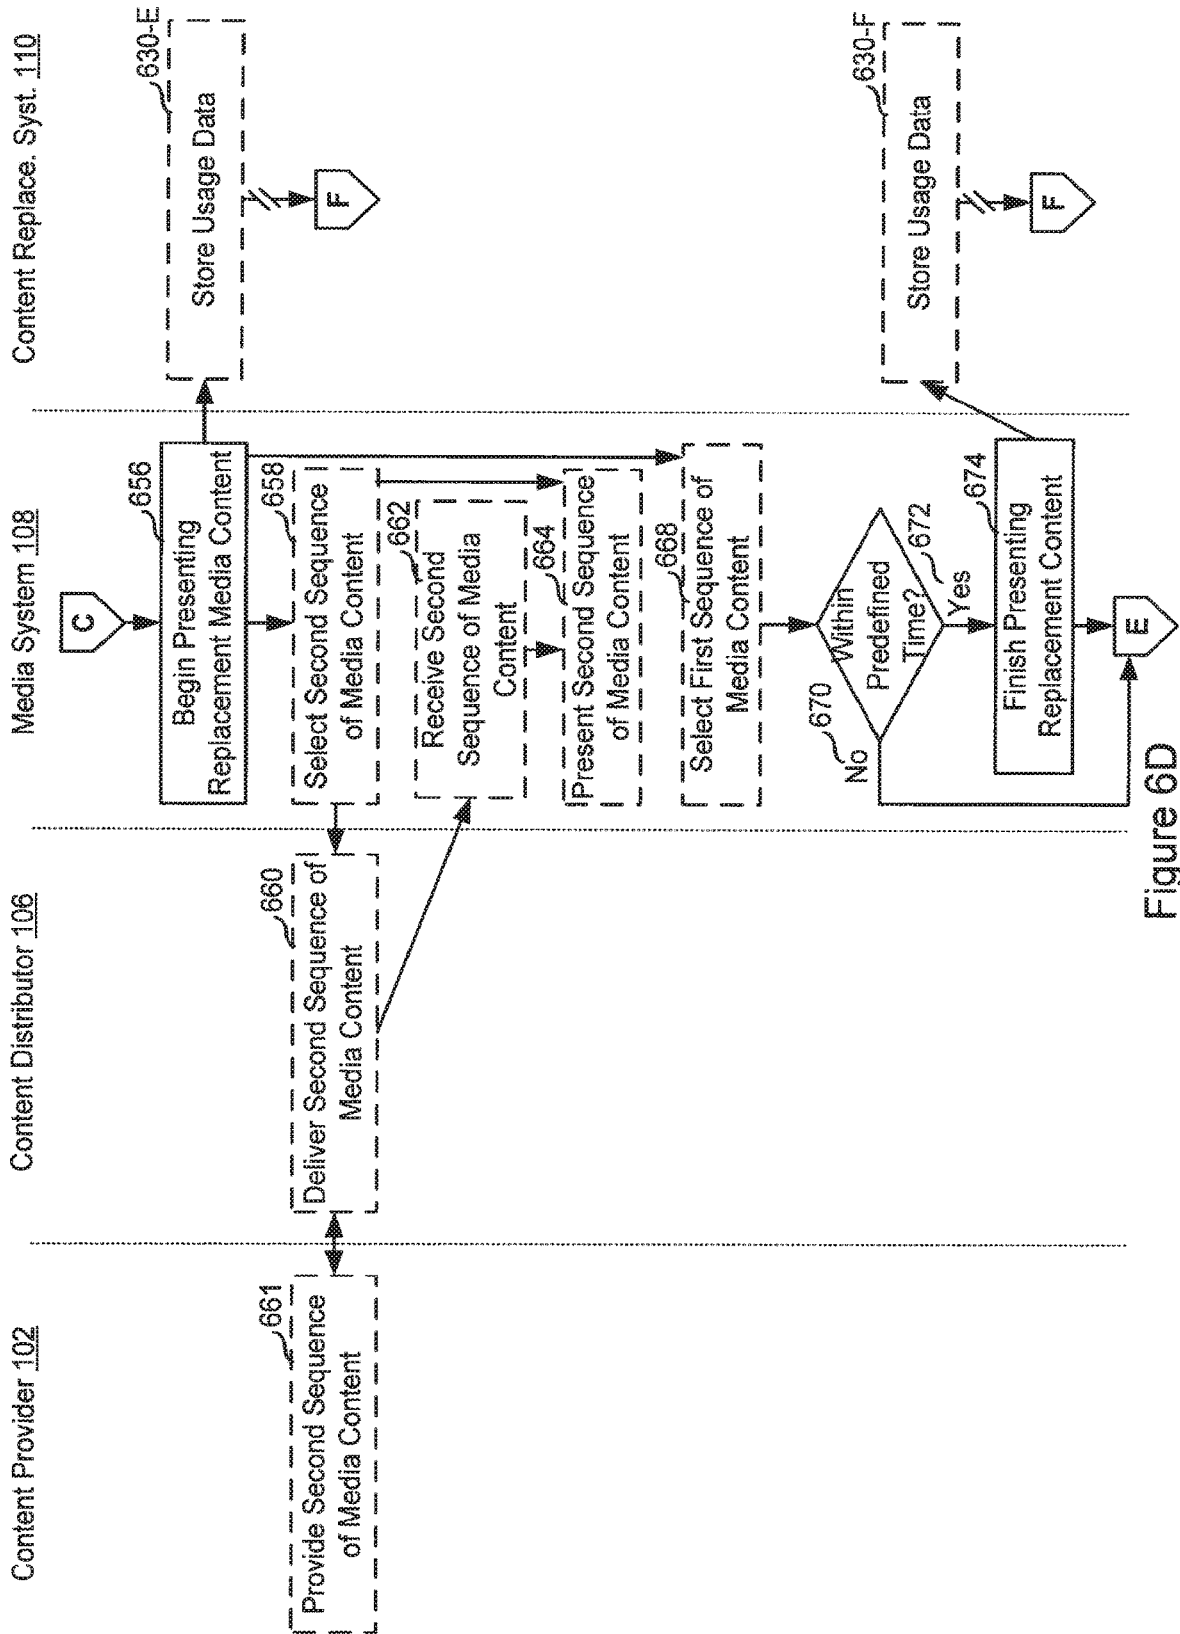 Content Provider 102
Content Distributor 106
Media System 108
Content Replace. Syst. 110
C
656
Begin Presenting
Replacement Media Content
630-E
Store Usage Data
F
658
Select Second Sequence
of Media Content
660
Deliver Second Sequence of
Media Content
661
Provide Second Sequence
of Media Content
662
Receive Second
Sequence of Media
Content
664
Present Second Sequence
of Media Content
668
Select First Sequence of
Media Content
Within
Predefined
Time?
670
No
672
Yes
674
Finish Presenting
Replacement Content
630-F
Store Usage Data
F
E
Figure 6D